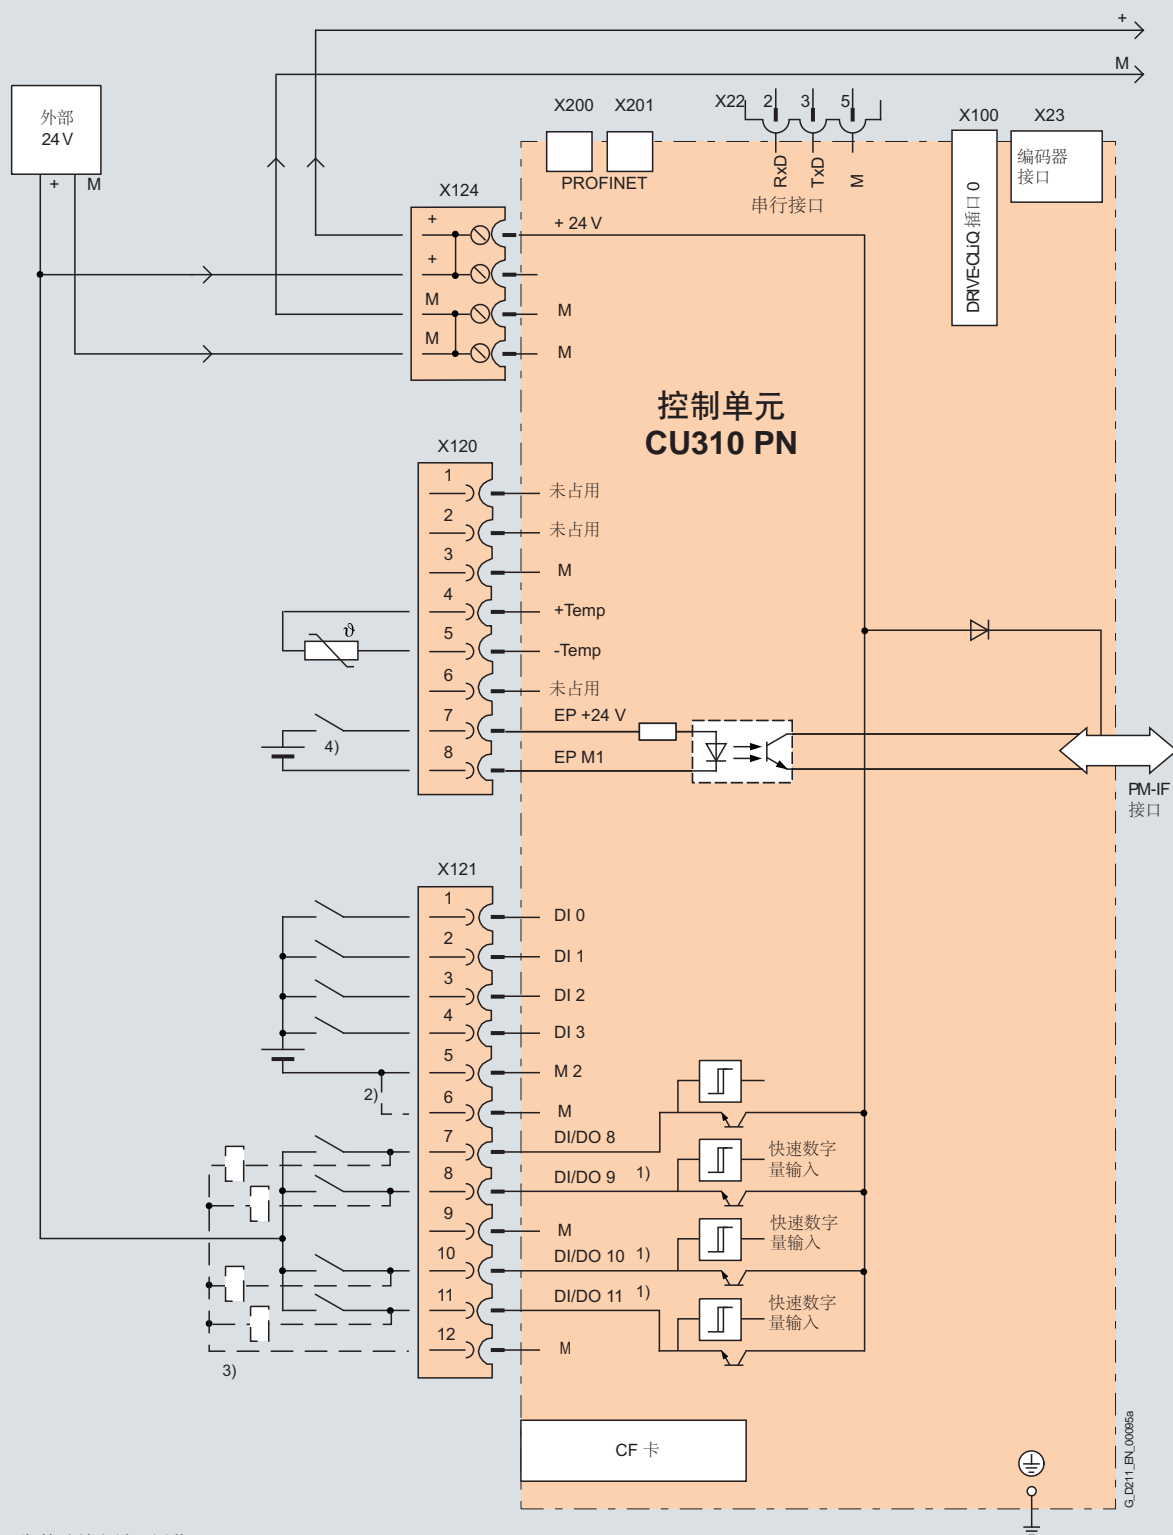 +
M
外部
24 V
+ M
X200 X201
X22 2 3 5
X100 X23
PROFINET
RxD
TxD
M
串行接口
DRIVE-CLiQ 插口 0
编码器
接口
X124
+
+ 24 V
+
M
M
M
M
控制单元
CU310 PN
X120
1 未占用
2 未占用
3 M
4 +Temp
5 -Temp
6 未占用
7 EP +24 V
8 EP M1
ϑ
4)
PM-IF
接口
X121
1 DI 0
2 DI 1
3 DI 2
4 DI 3
5 M 2
2)
6 M
7 DI/DO 8
8 DI/DO 9 1)
快速数字
量输入
9 M
10 DI/DO 10 1)
快速数字
量输入
11 DI/DO 11 1)
快速数字
量输入
12 M
3)
CF 卡
G_D211_EN_00095a